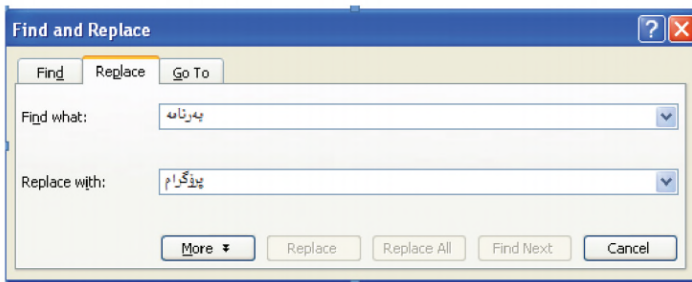 Find and Replace
Find Replace Go To
Find what: بەرنامە
Replace with: پرۆگرام
More Replace Replace All Find Next Cancel